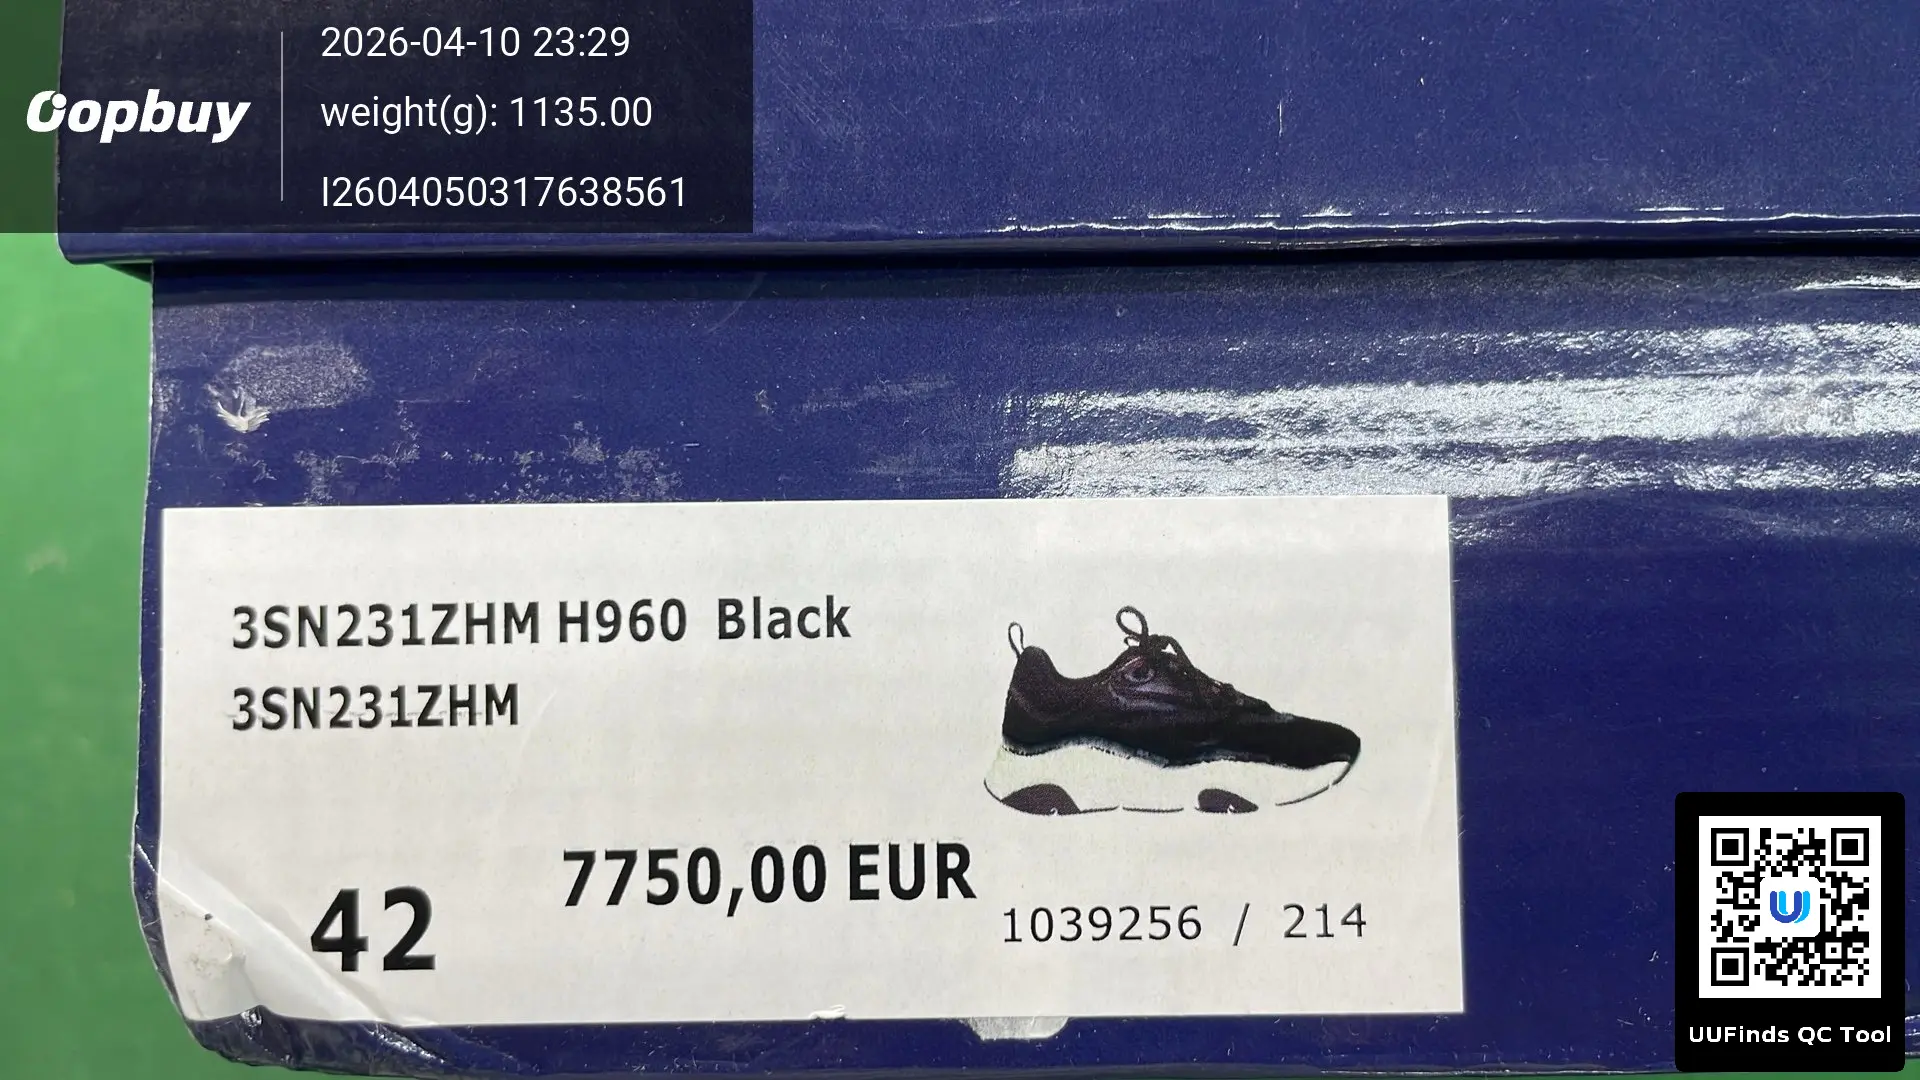 Oopbuy
2026-04-10 23:29
weight(g): 1135.00
I2604050317638561
3SN231ZHM H960 Black
3SN231ZHM
42
7750,00 EUR
1039256 / 214
UUFinds QC Tool